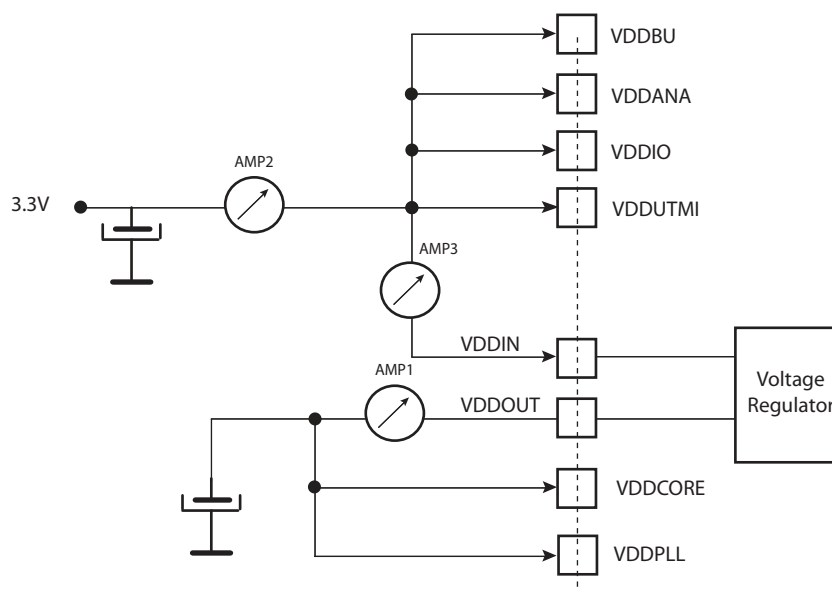 VDDBU
VDDANA
VDDIO
AMP2
3.3V
VDDUTMI
AMP3
VDDIN
AMP1
Voltage
Regulator
VDDOUT
VDDCORE
VDDPLL